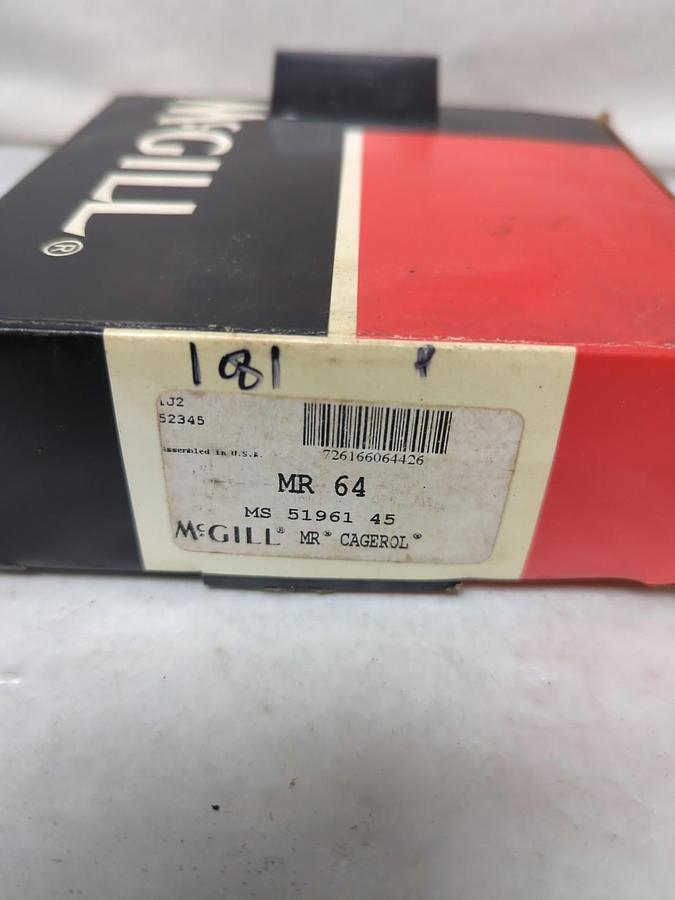 McGILL®
181
1J2
52345
Assembled in U.S.A.
726166064426
MR 64
MS 51961 45
McGILL® MR® CAGEROL®